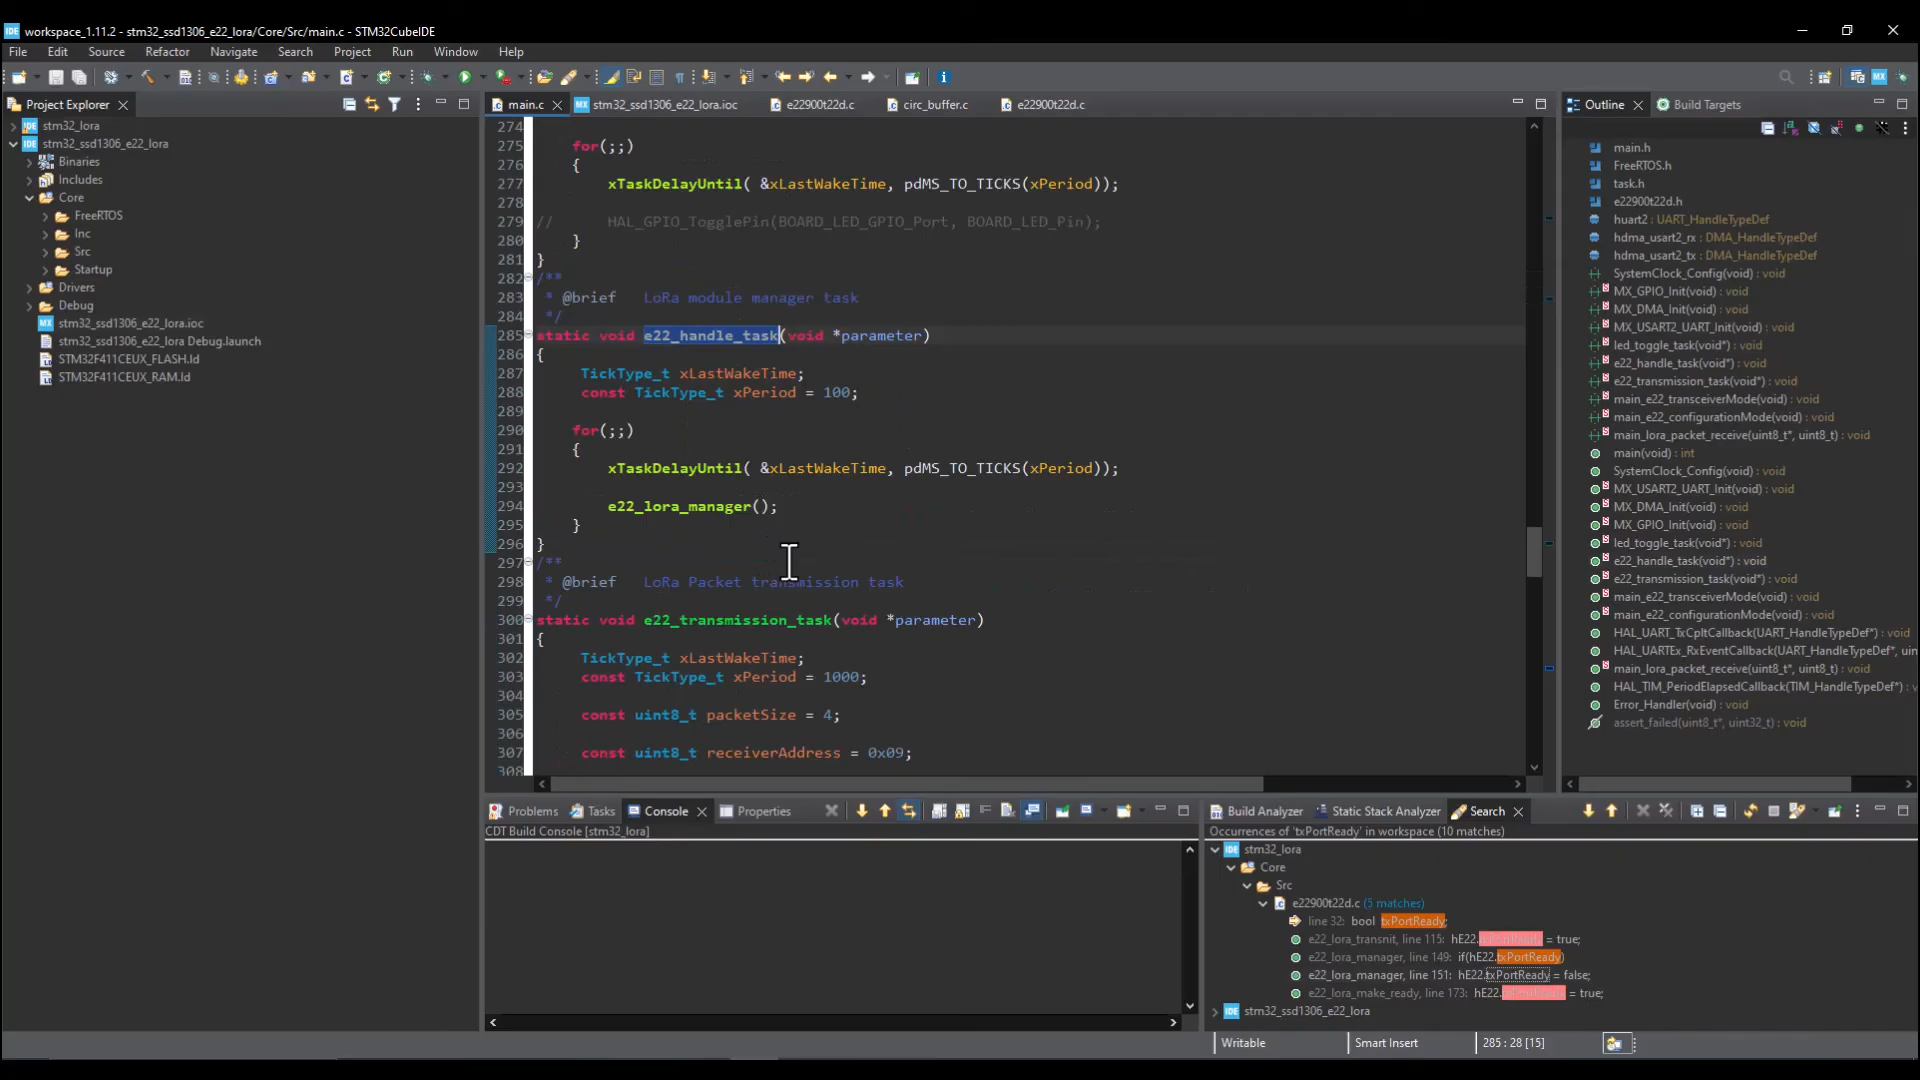 workspace_1.11.2 - stm32_ssd1306_e22_lora/Core/Src/main.c - STM32CubeIDE
File Edit Source Refactor Navigate Search Project Run Window Help
Project Explorer
stm32_lora
stm32_ssd1306_e22_lora
Binaries
Includes
Core
FreeRTOS
Inc
Src
Startup
Drivers
Debug
stm32_ssd1306_e22_lora.ioc
stm32_ssd1306_e22_lora Debug.launch
STM32F411CEUX_FLASH.ld
STM32F411CEUX_RAM.ld
main.c stm32_ssd1306_e22_lora.ioc e22900t22d.c circ_buffer.c e22900t22d.c
274
275 for(;;)
276 {
277 xTaskDelayUntil( &xLastWakeTime, pdMS_TO_TICKS(xPeriod));
278
279 // HAL_GPIO_TogglePin(BOARD_LED_GPIO_Port, BOARD_LED_Pin);
280 }
281 }
282 /**
283 * @brief LoRa module manager task
284 */
285 static void e22_handle_task(void *parameter)
286 {
287 TickType_t xLastWakeTime;
288 const TickType_t xPeriod = 100;
289
290 for(;;)
291 {
292 xTaskDelayUntil( &xLastWakeTime, pdMS_TO_TICKS(xPeriod));
293
294 e22_lora_manager();
295 }
296 }
297 /**
298 * @brief LoRa Packet transmission task
299 */
300 static void e22_transmission_task(void *parameter)
301 {
302 TickType_t xLastWakeTime;
303 const TickType_t xPeriod = 1000;
304
305 const uint8_t packetSize = 4;
306
307 const uint8_t receiverAddress = 0x09;
308
Outline Build Targets
main.h
FreeRTOS.h
task.h
e22900t22d.h
huart2 : UART_HandleTypeDef
hdma_usart2_rx : DMA_HandleTypeDef
hdma_usart2_tx : DMA_HandleTypeDef
SystemClock_Config(void) : void
MX_GPIO_Init(void) : void
MX_DMA_Init(void) : void
MX_USART2_UART_Init(void) : void
led_toggle_task(void*) : void
e22_handle_task(void*) : void
e22_transmission_task(void*) : void
main_e22_transceiverMode(void) : void
main_e22_configurationMode(void) : void
main_lora_packet_receive(uint8_t*, uint8_t) : void
main(void) : int
SystemClock_Config(void) : void
MX_USART2_UART_Init(void) : void
MX_DMA_Init(void) : void
MX_GPIO_Init(void) : void
led_toggle_task(void*) : void
e22_handle_task(void*) : void
e22_transmission_task(void*) : void
main_e22_transceiverMode(void) : void
main_e22_configurationMode(void) : void
HAL_UART_TxCpltCallback(UART_HandleTypeDef*) : void
HAL_UARTEx_RxEventCallback(UART_HandleTypeDef*, uin
main_lora_packet_receive(uint8_t*, uint8_t) : void
HAL_TIM_PeriodElapsedCallback(TIM_HandleTypeDef*) : v
Error_Handler(void) : void
assert_failed(uint8_t*, uint32_t) : void
Problems Tasks Console Properties
CDT Build Console [stm32_lora]
Build Analyzer Static Stack Analyzer Search
Occurrences of 'txPortReady' in workspace (10 matches)
stm32_lora
Core
Src
e22900t22d.c (5 matches)
line 32: bool txPortReady;
e22_lora_transnit, line 115: hE22. = true;
e22_lora_manager, line 149: if(hE22.txPortReady)
e22_lora_manager, line 151: hE22.txPortReady = false;
e22_lora_make_ready, line 173: hE22. = true;
stm32_ssd1306_e22_lora
Writable Smart Insert 285 : 28 [15]